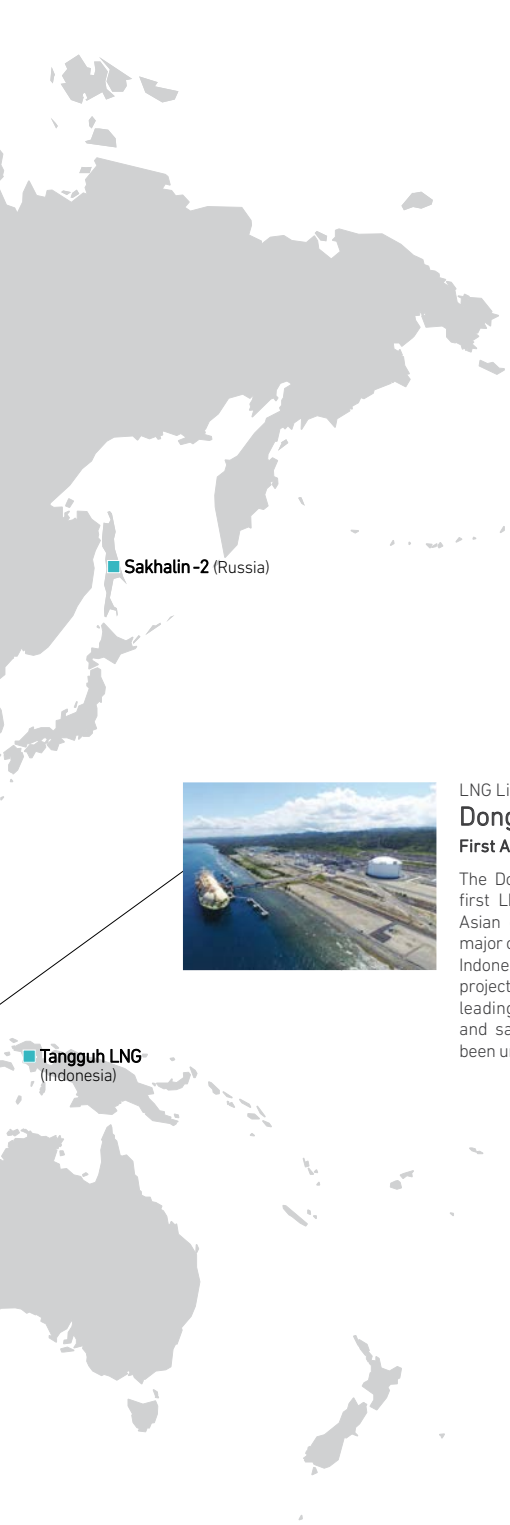 Sakhalin-2 (Russia)
LNG Li
Dong
First A
The Do
first LN
Asian
major
Indone
project
leading
and sa
been
Tangguh LNG
(Indonesia)